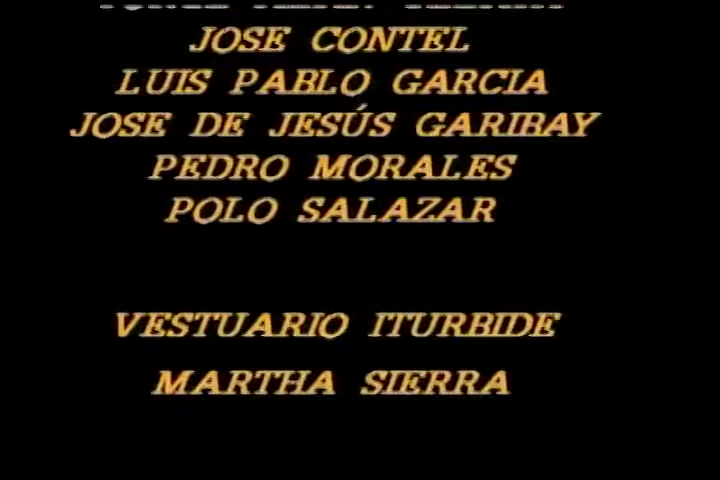 JOSE CONTEL
LUIS PABLO GARCIA
JOSE DE JESÚS GARIBAY
PEDRO MORALES
POLO SALAZAR
VESTUARIO ITURBIDE
MARTHA SIERRA